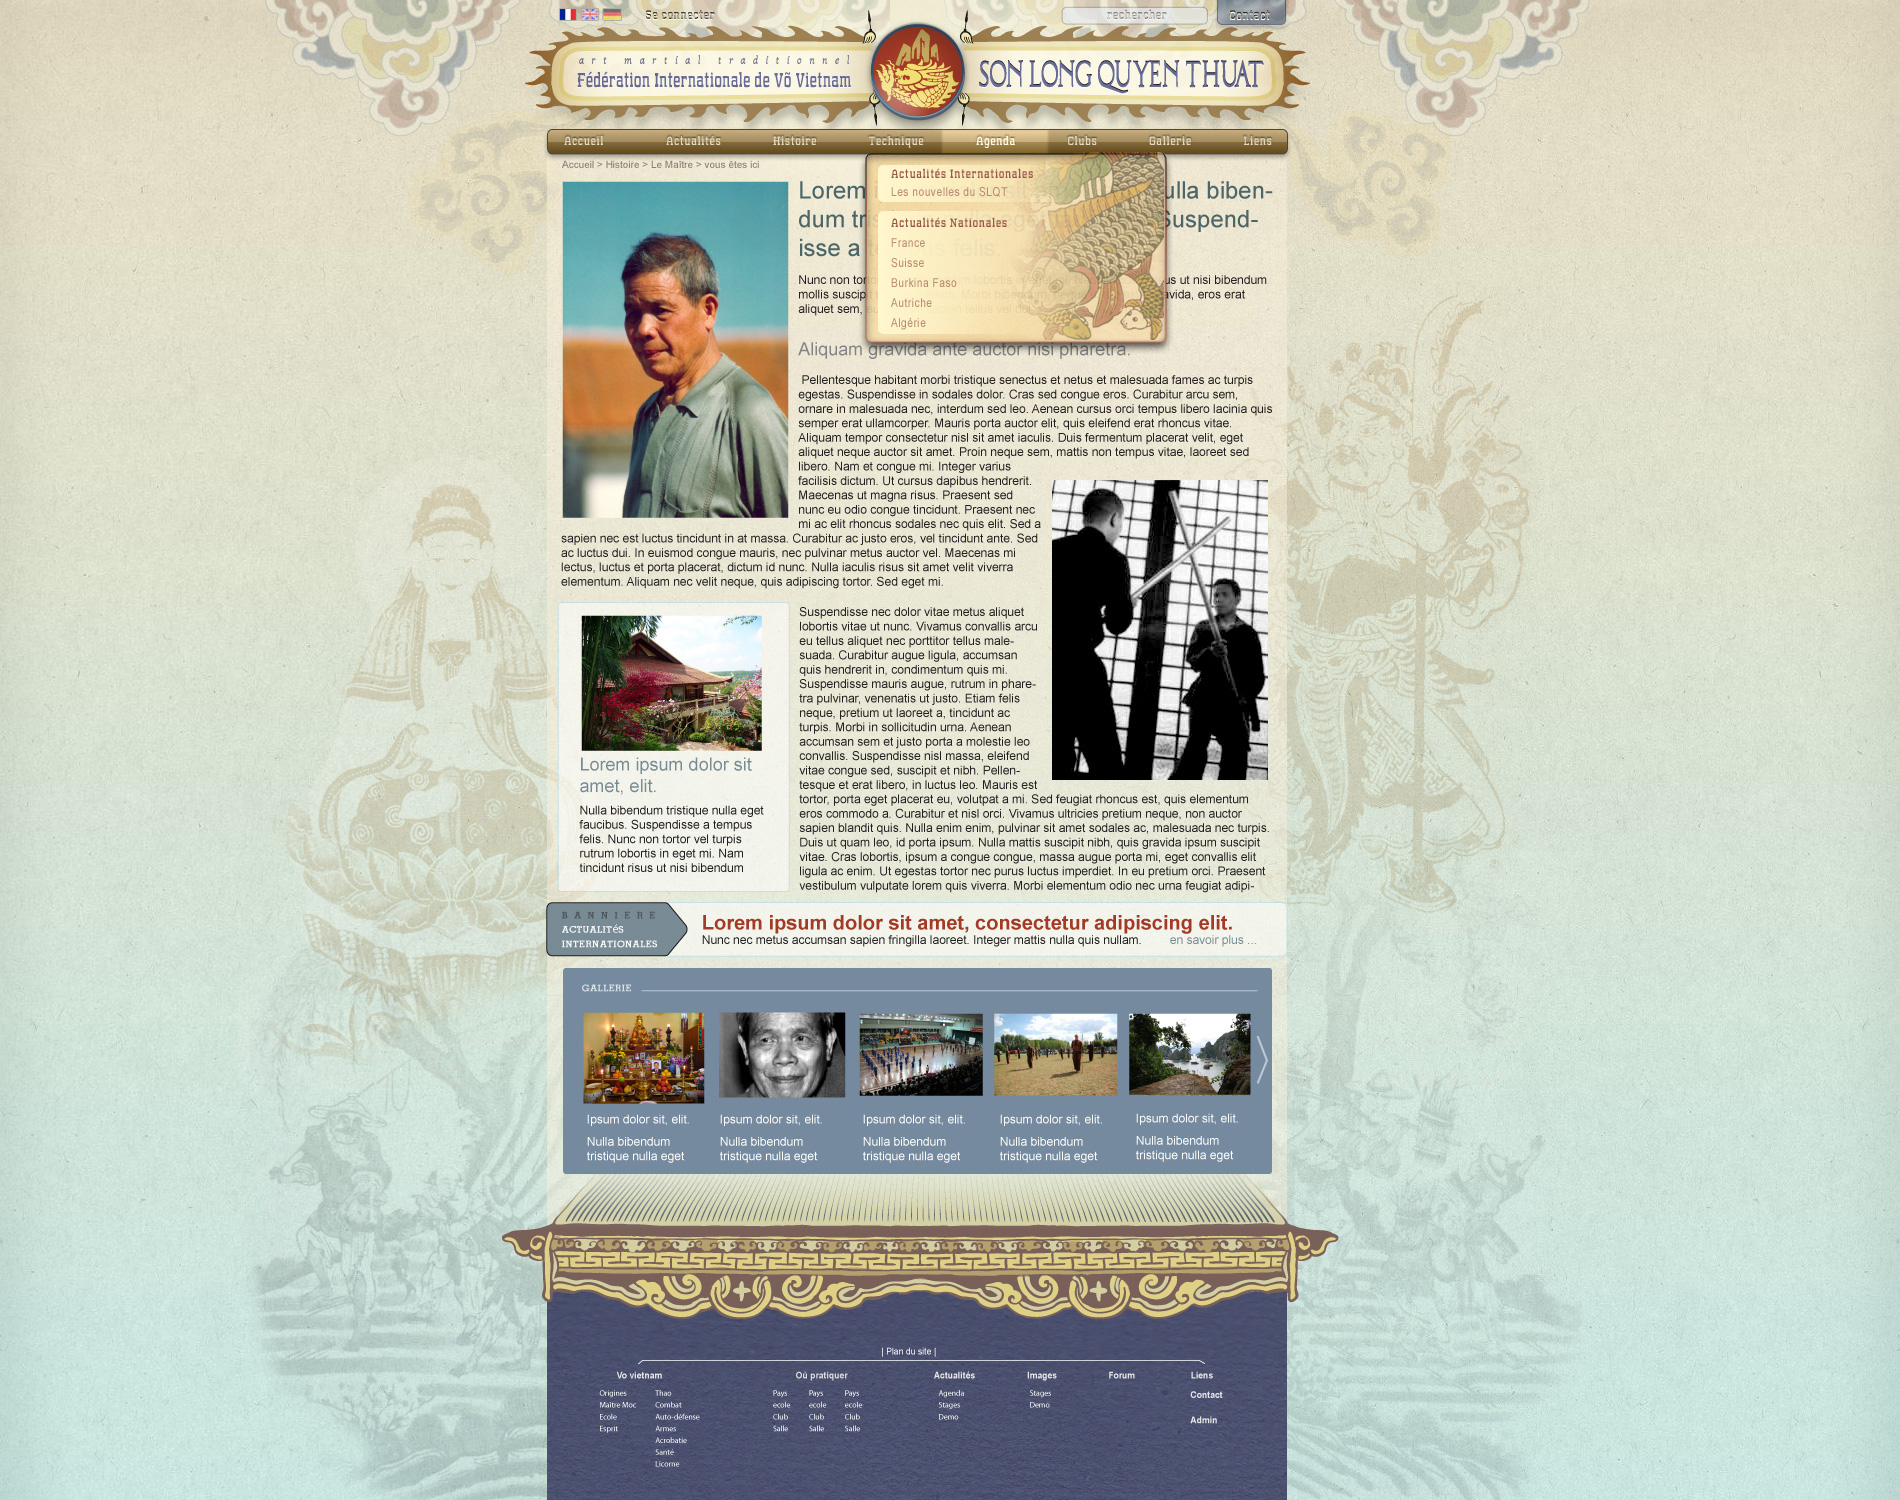 Se connecter
rechercher
Contact
art martial traditionnel
Fédération Internationale de Võ Vietnam
SON LONG QUYEN THUAT
Accueil Actualités Histoire Technique Agenda Clubs Gallerie Liens
Accueil > Histoire > Le Maître > vous êtes ici
Actualités Internationales
Les nouvelles du SLQT
Actualités Nationales
France
Suisse
Burkina Faso
Autriche
Algérie
Lorem ulla biben-
dum Suspend-
isse a felis.
Nunc non ut nisi bibendum
mollis suscipit eros erat
aliquet sem,
Aliquam gravida ante auctor nisi pharetra.
Pellentesque habitant morbi tristique senectus et netus et malesuada fames ac turpis
egestas. Suspendisse in sodales dolor. Cras sed congue eros. Curabitur arcu sem,
ornare in malesuada nec, interdum sed leo. Aenean cursus orci tempus libero lacinia quis
semper erat ullamcorper. Mauris porta auctor elit, quis eleifend erat rhoncus vitae.
Aliquam tempor consectetur nisl sit amet iaculis. Duis fermentum placerat velit, eget
aliquet neque auctor sit amet. Proin neque sem, mattis non tempus vitae, laoreet sed
libero. Nam et congue mi. Integer varius
facilisis dictum. Ut cursus dapibus hendrerit.
Maecenas ut magna risus. Praesent sed
nunc eu odio congue tincidunt. Praesent nec
mi ac elit rhoncus sodales nec quis elit. Sed a
sapien nec est luctus tincidunt in at massa. Curabitur ac justo eros, vel tincidunt ante. Sed
ac luctus dui. In euismod congue mauris, nec pulvinar metus auctor vel. Maecenas mi
lectus, luctus et porta placerat, dictum id nunc. Nulla iaculis risus sit amet velit viverra
elementum. Aliquam nec velit neque, quis adipiscing tortor. Sed eget mi.
Lorem ipsum dolor sit
amet, elit.
Nulla bibendum tristique nulla eget
faucibus. Suspendisse a tempus
felis. Nunc non tortor vel turpis
rutrum lobortis in eget mi. Nam
tincidunt risus ut nisi bibendum
Suspendisse nec dolor vitae metus aliquet
lobortis vitae ut nunc. Vivamus convallis arcu
eu tellus aliquet nec porttitor tellus male-
suada. Curabitur augue ligula, accumsan
quis hendrerit in, condimentum quis mi.
Suspendisse mauris augue, rutrum in phare-
tra pulvinar, venenatis ut justo. Etiam felis
neque, pretium ut laoreet a, tincidunt ac
turpis. Morbi in sollicitudin urna. Aenean
accumsan sem et justo porta a molestie leo
convallis. Suspendisse nisl massa, eleifend
vitae congue sed, suscipit et nibh. Pellen-
tesque et erat libero, in luctus leo. Mauris est
tortor, porta eget placerat eu, volutpat a mi. Sed feugiat rhoncus est, quis elementum
eros commodo a. Curabitur et nisl orci. Vivamus ultricies pretium neque, non auctor
sapien blandit quis. Nulla enim enim, pulvinar sit amet sodales ac, malesuada nec turpis.
Duis ut quam leo, id porta ipsum. Nulla mattis suscipit nibh, quis gravida ipsum suscipit
vitae. Cras lobortis, ipsum a congue congue, massa augue porta mi, eget convallis elit
ligula ac enim. Ut egestas tortor nec purus luctus imperdiet. In eu pretium orci. Praesent
vestibulum vulputate lorem quis viverra. Morbi elementum odio nec urna feugiat adipi-
BANNIERE
ACTUALITéS
INTERNATIONALES
Lorem ipsum dolor sit amet, consectetur adipiscing elit.
Nunc nec metus accumsan sapien fringilla laoreet. Integer mattis nulla quis nullam. en savoir plus ...
GALLERIE
Ipsum dolor sit, elit. Ipsum dolor sit, elit. Ipsum dolor sit, elit. Ipsum dolor sit, elit. Ipsum dolor sit, elit.
Nulla bibendum Nulla bibendum Nulla bibendum Nulla bibendum Nulla bibendum
tristique nulla eget tristique nulla eget tristique nulla eget tristique nulla eget tristique nulla eget
| Plan du site |
Vo vietnam Où pratiquer Actualités Images Forum Liens
Origines Thao Pays Pays Pays Agenda Stages Contact
Maitre Moc Combat ecole ecole ecole Stages Demo
Ecole Auto-défense Club Club Club Demo Admin
Esprit Armes Salle Salle Salle
Acrobatie
Santé
Licorne